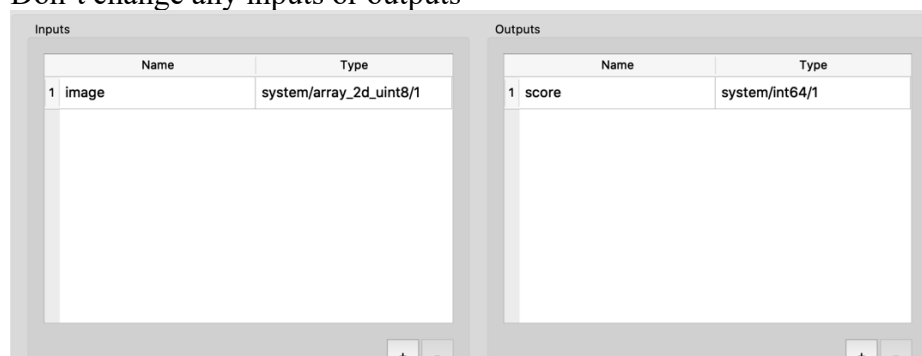 Don't change any inputs or outputs
Inputs
Outputs
Name Type
1 image system/array_2d_uint8/1
Name Type
1 score system/int64/1